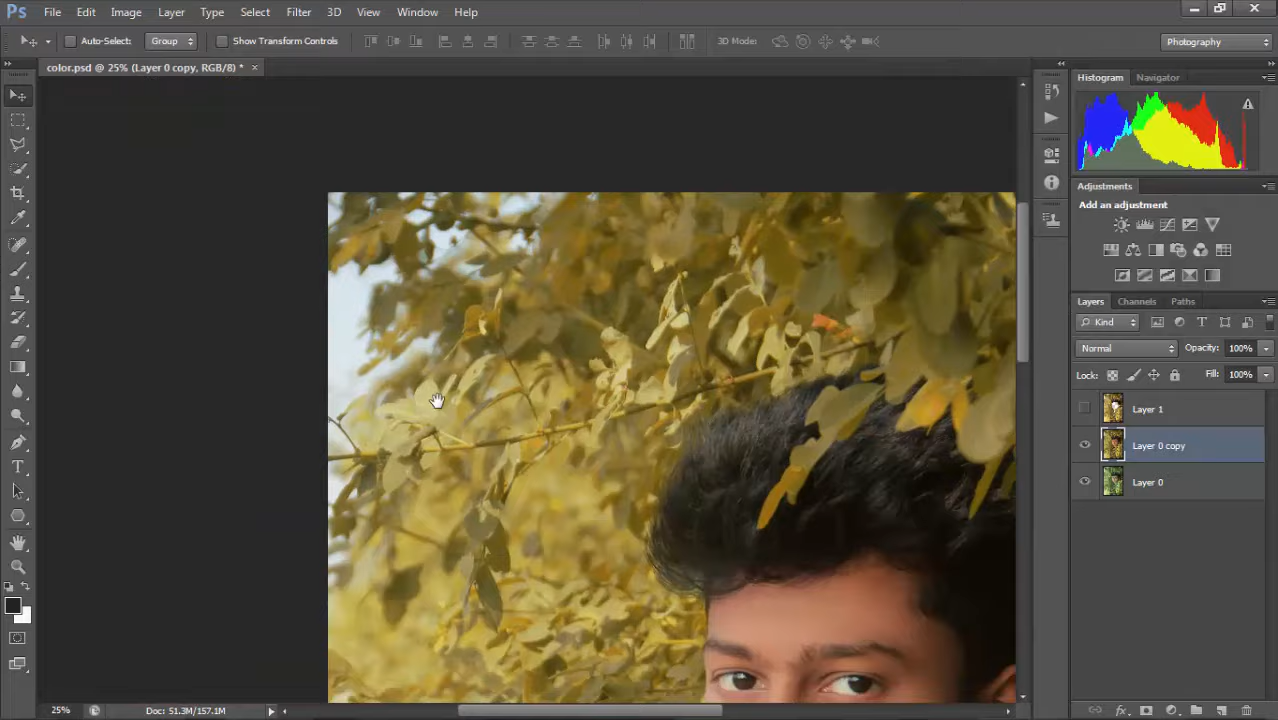 Ps File Edit Image Layer Type Select Filter 3D View Window Help
Auto-Select: Group Show Transform Controls 3D Mode: Photography
color.psd @ 25% (Layer 0 copy, RGB/8) *
Histogram Navigator
Adjustments
Add an adjustment
Layers Channels Paths
Kind
Normal Opacity: 100%
Lock: Fill: 100%
Layer 1
Layer 0 copy
Layer 0
25% Doc: 51.3M/157.1M